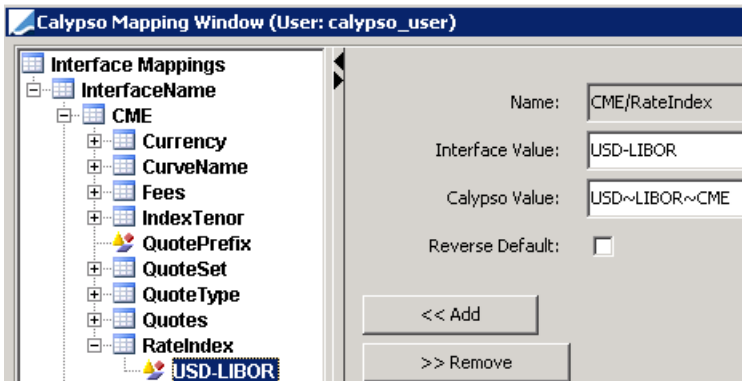 Calypso Mapping Window (User: calypso_user)
Interface Mappings
InterfaceName
CME
Currency
CurveName
Fees
IndexTenor
QuotePrefix
QuoteSet
QuoteType
Quotes
RateIndex
USD-LIBOR
Name: CME/RateIndex
Interface Value: USD-LIBOR
Calypso Value: USD~LIBOR~CME
Reverse Default:
<< Add
>> Remove